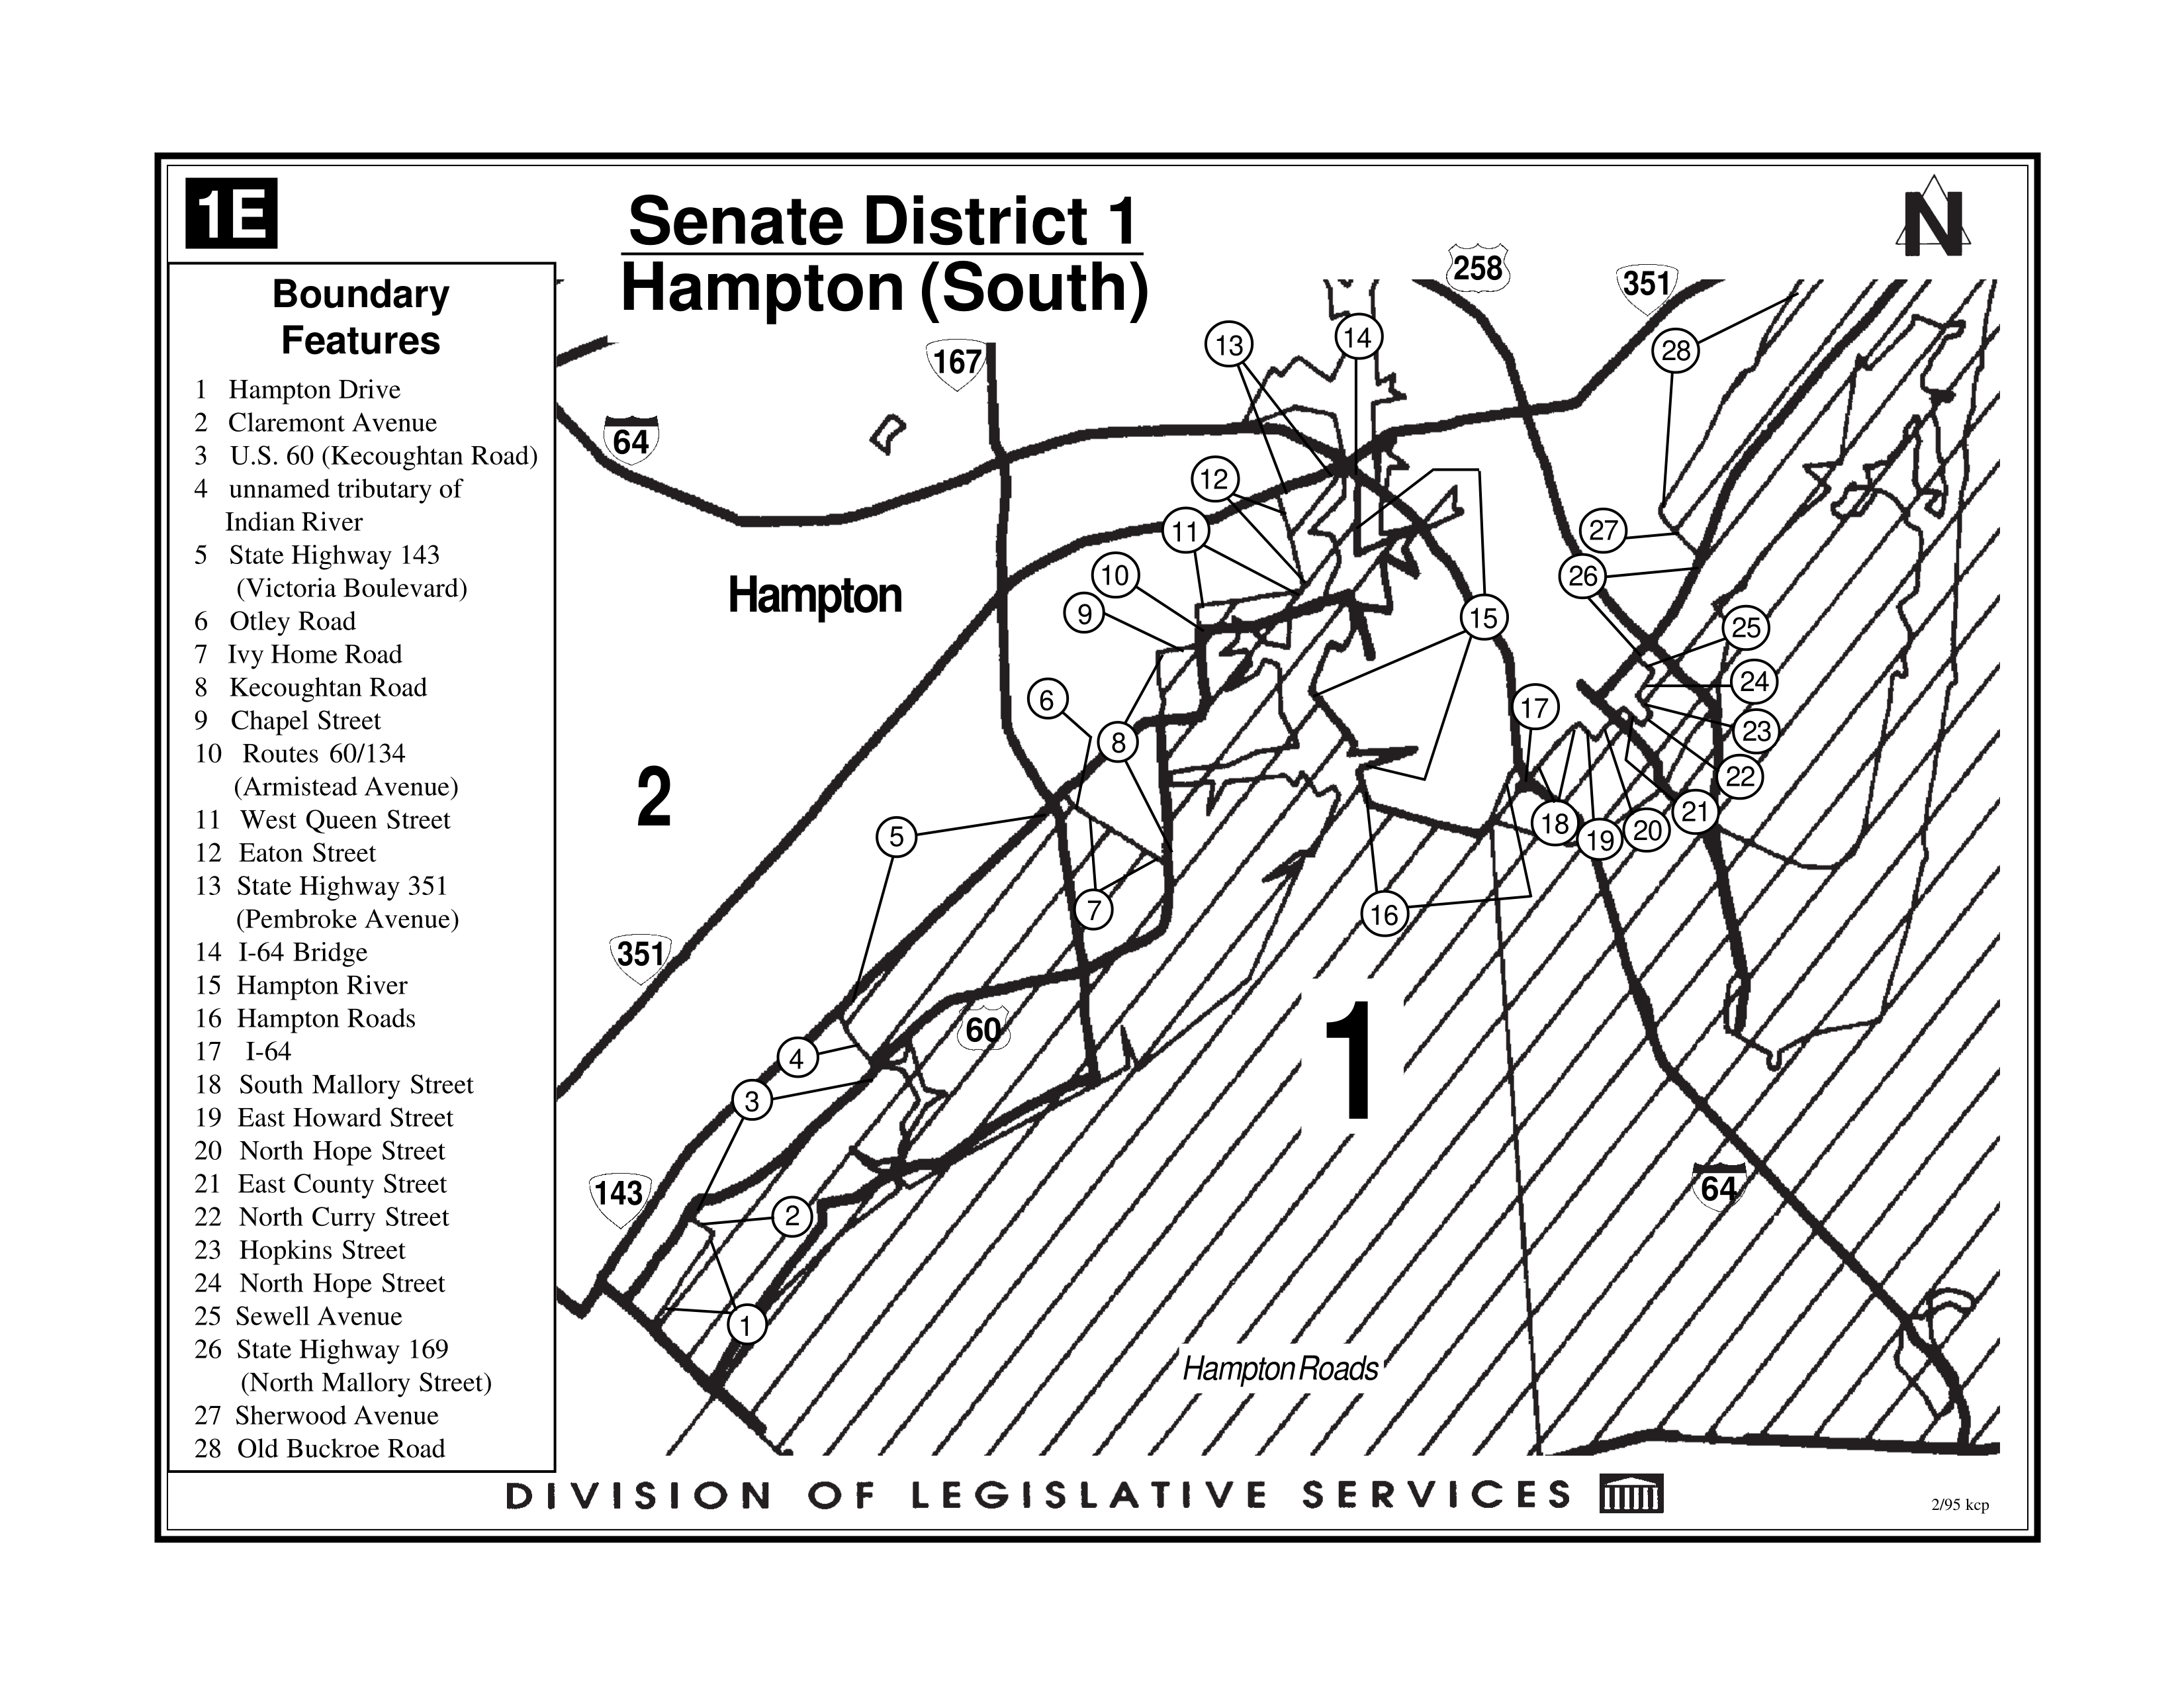 1E
Senate District 1
Hampton (South)
N
Boundary
Features
1 Hampton Drive
2 Claremont Avenue
3 U.S. 60 (Kecoughtan Road)
4 unnamed tributary of
Indian River
5 State Highway 143
(Victoria Boulevard)
6 Otley Road
7 Ivy Home Road
8 Kecoughtan Road
9 Chapel Street
10 Routes 60/134
(Armistead Avenue)
11 West Queen Street
12 Eaton Street
13 State Highway 351
(Pembroke Avenue)
14 I-64 Bridge
15 Hampton River
16 Hampton Roads
17 I-64
18 South Mallory Street
19 East Howard Street
20 North Hope Street
21 East County Street
22 North Curry Street
23 Hopkins Street
24 North Hope Street
25 Sewell Avenue
26 State Highway 169
(North Mallory Street)
27 Sherwood Avenue
28 Old Buckroe Road
258
351
167
13
14
28
64
12
11
27
10
26
Hampton
9
15
25
6
24
17
8
23
2
22
5
18
19
20
21
7
16
351
60
1
4
3
64
143
2
1
Hampton Roads
DIVISION OF LEGISLATIVE SERVICES
2/95 kcp